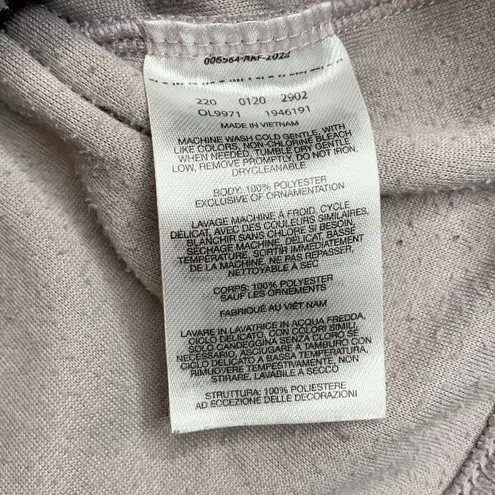 006564-RKF-2022
220 0120 2902
OL9971 1946191
MADE IN VIETNAM
MACHINE WASH COLD GENTLE, WITH
LIKE COLORS, NON-CHLORINE BLEACH
WHEN NEEDED, TUMBLE DRY GENTLE
LOW, REMOVE PROMPTLY, DO NOT IRON,
DRYCLEANABLE
BODY: 100% POLYESTER
EXCLUSIVE OF ORNAMENTATION
LAVAGE MACHINE À FROID, CYCLE
DÉLICAT, AVEC DES COULEURS SIMILAIRES,
BLANCHIR SANS CHLORE SI BESOIN,
SÉCHAGE MACHINE, DÉLICAT, BASSE
TEMPÉRATURE, SORTIR IMMÉDIATEMENT
DE LA MACHINE, NE PAS REPASSER,
NETTOYABLE À SEC
CORPS: 100% POLYESTER
SAUF LES ORNEMENTS
FABRIQUÉ AU VIÊT NAM
LAVARE IN LAVATRICE IN ACQUA FREDDA,
CICLO DELICATO, CON COLORI SIMILI,
SOLO CANDEGGINA SENZA CLORO SE
NECESSARIO, ASCIUGARE A TAMBURO CON
CICLO DELICATO A BASSA TEMPERATURA,
RIMUOVERE TEMPESTIVAMENTE, NON
STIRARE, LAVABILE A SECCO
STRUTTURA: 100% POLIESTERE
AD ECCEZIONE DELLE DECORAZIONI